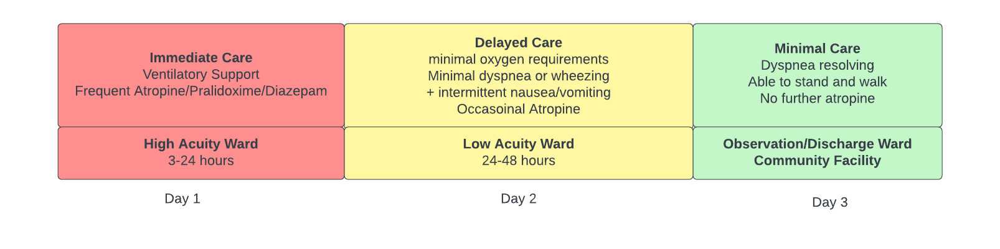 Immediate Care
Ventilatory Support
Frequent Atropine/Pralidoxime/Diazepam
Delayed Care
minimal oxygen requirements
Minimal dyspnea or wheezing
+ intermittent nausea/vomiting
Occasoinal Atropine
Minimal Care
Dyspnea resolving
Able to stand and walk
No further atropine
High Acuity Ward
3-24 hours
Low Acuity Ward
24-48 hours
Observation/Discharge Ward
Community Facility
Day 1
Day 2
Day 3